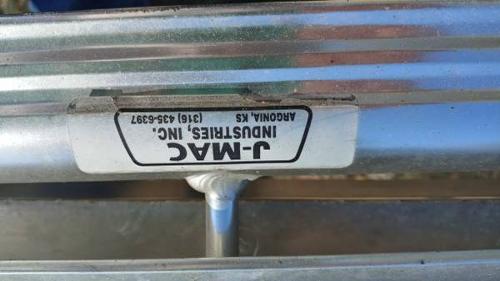 J-MAC
INDUSTRIES, INC.
ARGONIA, KS
(316) 435-6397